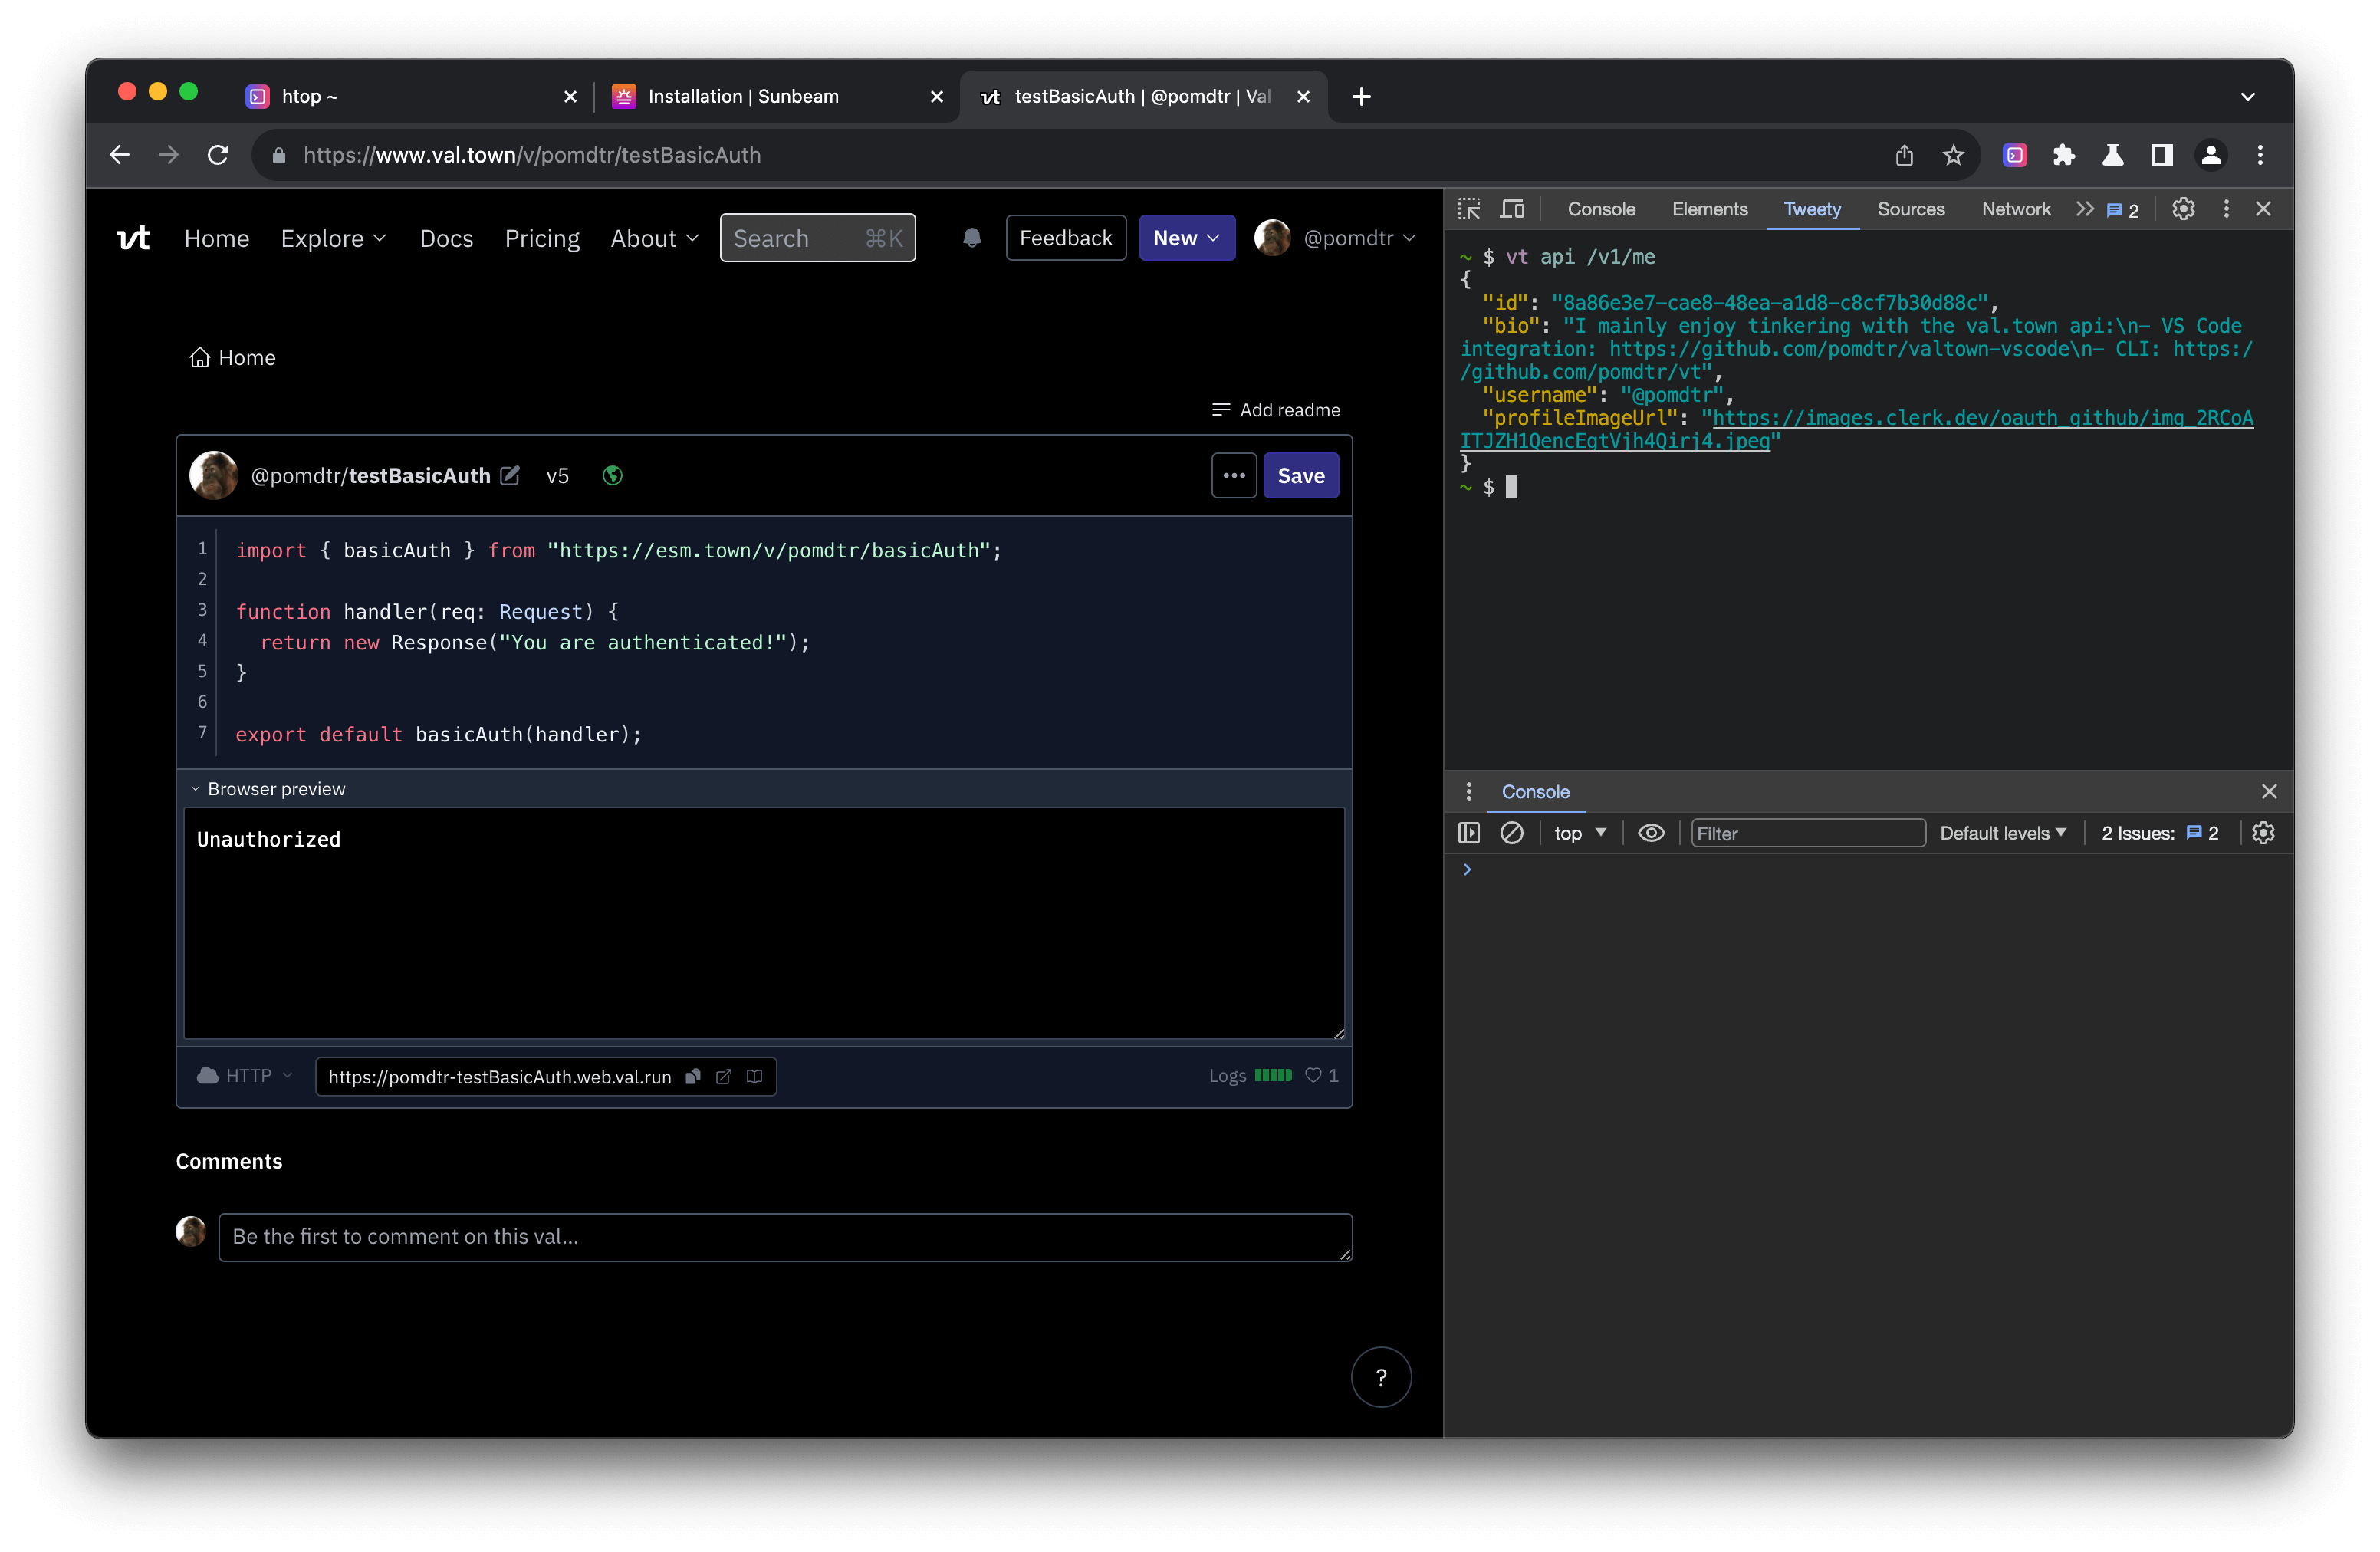 htop ~
Installation | Sunbeam
testBasicAuth | @pomdtr | Val
https://www.val.town/v/pomdtr/testBasicAuth
vt Home Explore Docs Pricing About Search ⌘K Feedback New @pomdtr
Home
Add readme
@pomdtr/testBasicAuth v5 ··· Save
1 import { basicAuth } from "https://esm.town/v/pomdtr/basicAuth";
2
3 function handler(req: Request) {
4 return new Response("You are authenticated!");
5 }
6
7 export default basicAuth(handler);
Browser preview
Unauthorized
HTTP https://pomdtr-testBasicAuth.web.val.run Logs 1
Comments
Be the first to comment on this val...
?
Console Elements Tweety Sources Network 2
~ $ vt api /v1/me
{
"id": "8a86e3e7-cae8-48ea-a1d8-c8cf7b30d88c",
"bio": "I mainly enjoy tinkering with the val.town api:\n- VS Code
integration: https://github.com/pomdtr/valtown-vscode\n- CLI: https:/
/github.com/pomdtr/vt",
"username": "@pomdtr",
"profileImageUrl": "https://images.clerk.dev/oauth_github/img_2RCoA
ITJZH1QencEgtVjh4Qirj4.jpeg"
}
~ $
Console
top Filter Default levels 2 Issues: 2